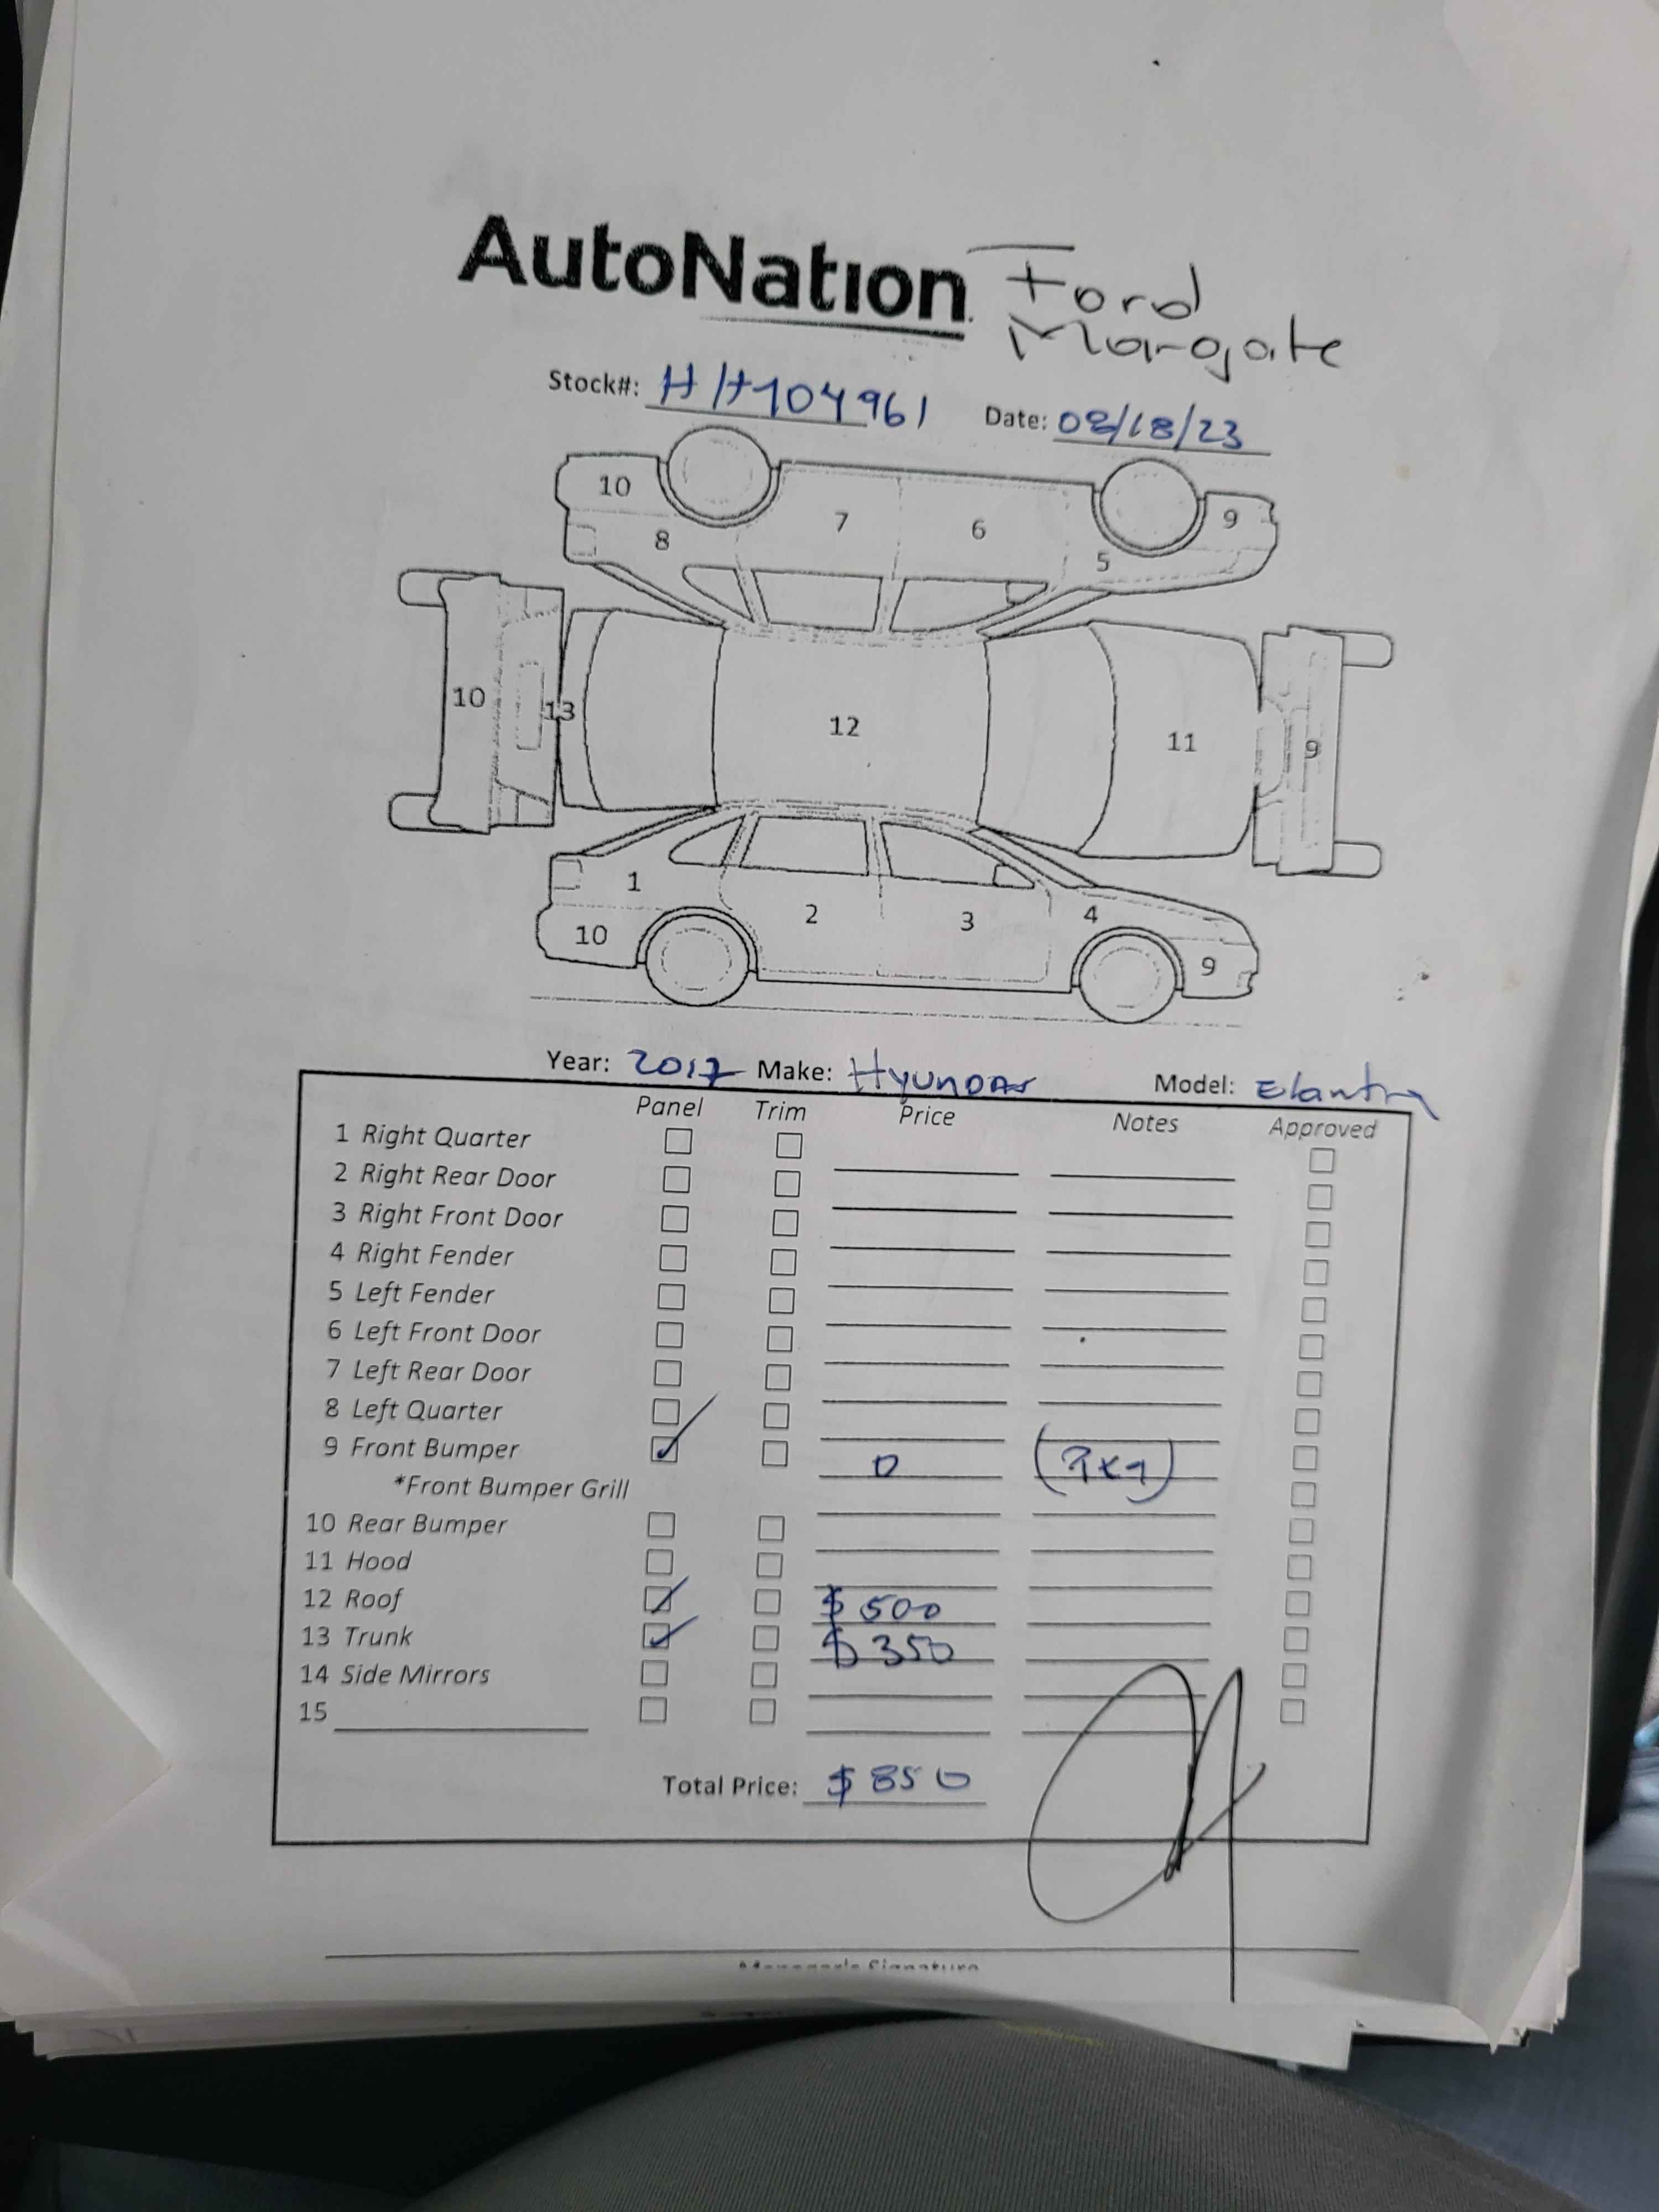 AutoNation Ford
Margate
Stock#: HH104961 Date: 08/18/23
10 7 6 9
8 5
10 13 12 11 9
1 2 3 4
10 9
Year: 2017 Make: Hyundai Model: Elantra
Panel Trim Price Notes Approved
1 Right Quarter
2 Right Rear Door
3 Right Front Door
4 Right Fender
5 Left Fender
6 Left Front Door
7 Left Rear Door
8 Left Quarter
9 Front Bumper 0
*Front Bumper Grill
10 Rear Bumper
11 Hood
12 Roof $500
13 Trunk $350
14 Side Mirrors
15
Total Price: $850
Manager's Signature